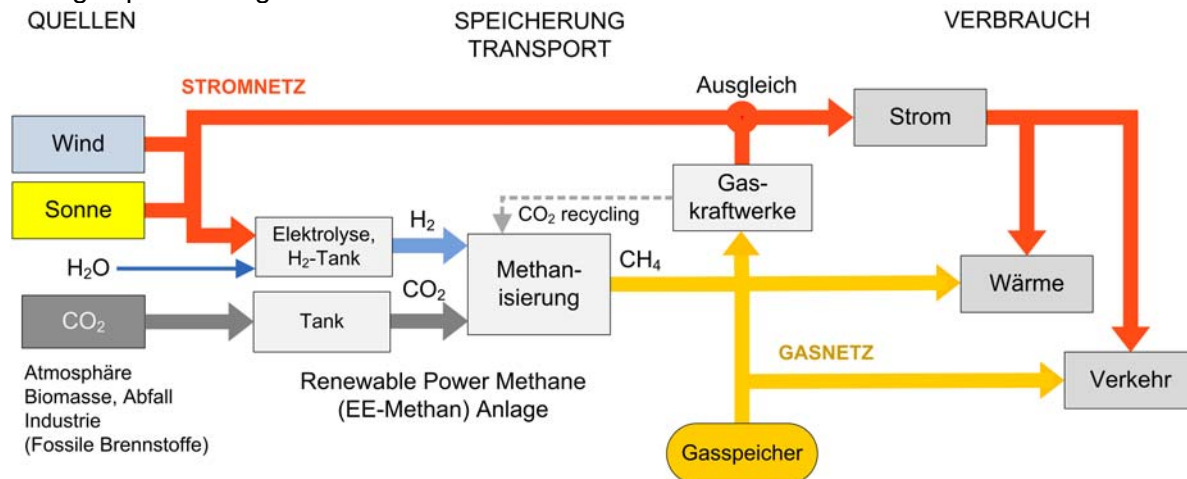 QUELLEN
SPEICHERUNG
TRANSPORT
VERBRAUCH
STROMNETZ
Ausgleich
Wind
Strom
Sonne
Gas-
kraftwerke
CO₂ recycling
Elektrolyse,
H₂-Tank
H₂
H₂O
Methan-
isierung
CH₄
Wärme
CO₂
Tank
CO₂
GASNETZ
Verkehr
Atmosphäre
Biomasse, Abfall
Industrie
(Fossile Brennstoffe)
Renewable Power Methane
(EE-Methan) Anlage
Gasspeicher